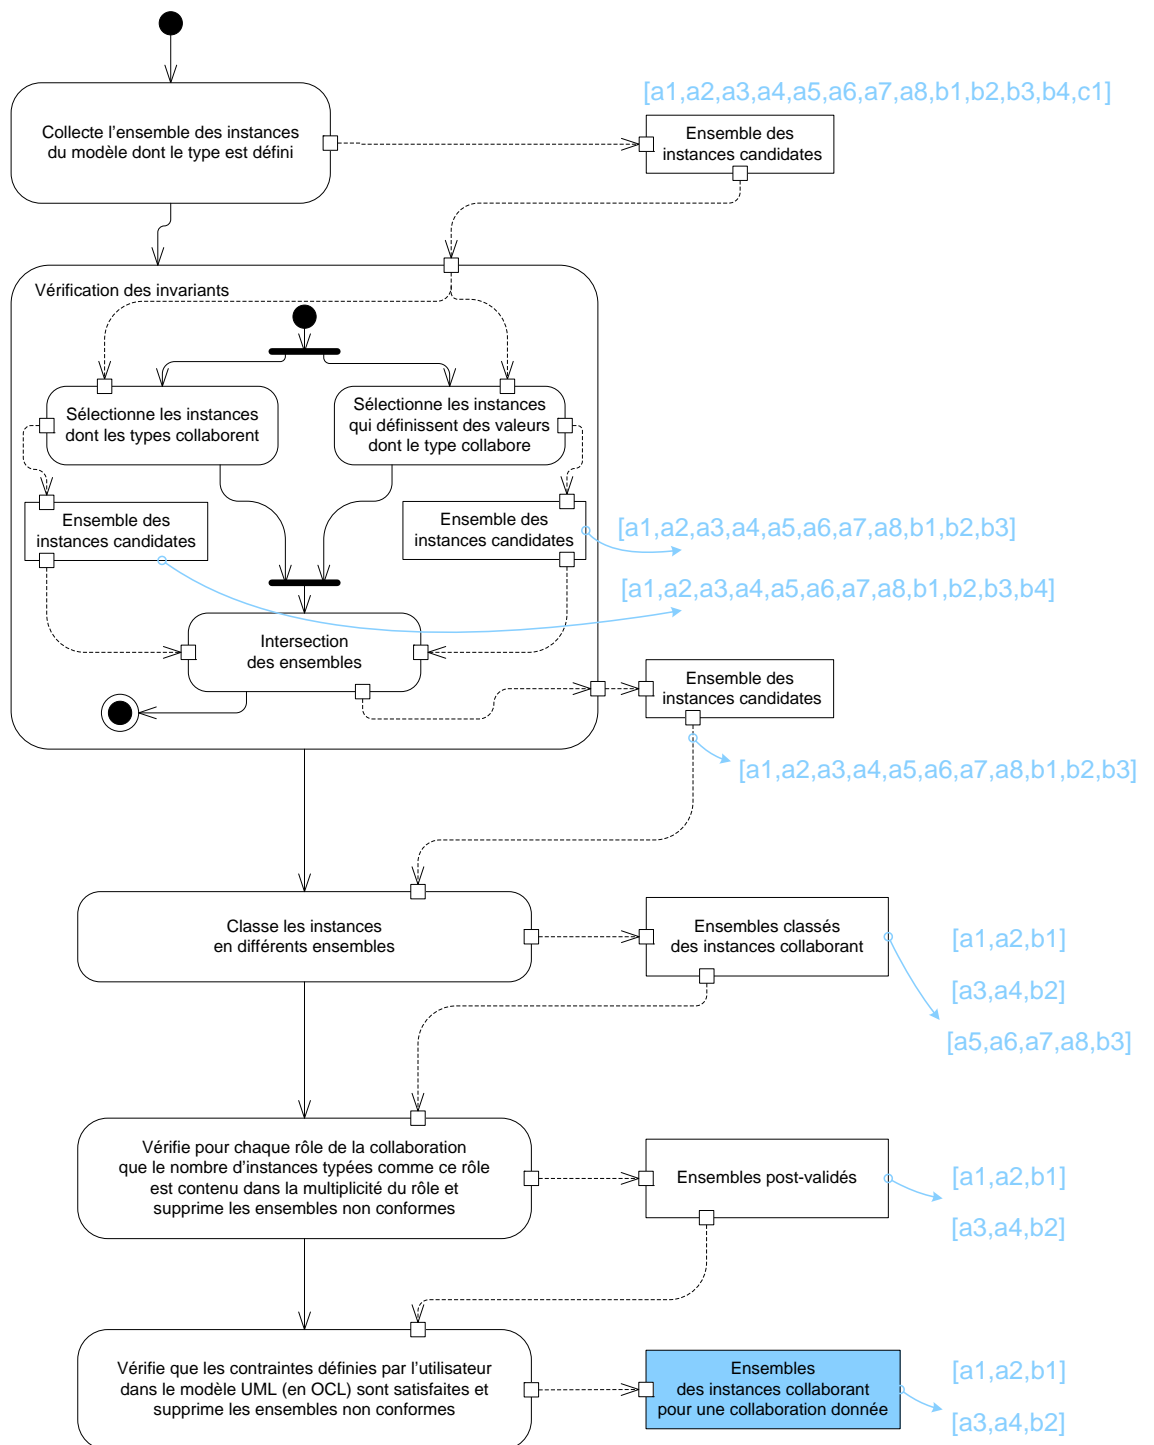 [a1,a2,a3,a4,a5,a6,a7,a8,b1,b2,b3,b4,c1]
Collecte l’ensemble des instances
du modèle dont le type est défini
Ensemble des
instances candidates
Vérification des invariants
Sélectionne les instances
dont les types collaborent
Sélectionne les instances
qui définissent des valeurs
dont le type collabore
Ensemble des
instances candidates
Ensemble des
instances candidates
[a1,a2,a3,a4,a5,a6,a7,a8,b1,b2,b3]
[a1,a2,a3,a4,a5,a6,a7,a8,b1,b2,b3,b4]
Intersection
des ensembles
Ensemble des
instances candidates
[a1,a2,a3,a4,a5,a6,a7,a8,b1,b2,b3]
Classe les instances
en différents ensembles
Ensembles classés
des instances collaborant
[a1,a2,b1]
[a3,a4,b2]
[a5,a6,a7,a8,b3]
Vérifie pour chaque rôle de la collaboration
que le nombre d’instances typées comme ce rôle
est contenu dans la multiplicité du rôle et
supprime les ensembles non conformes
Ensembles post-validés
[a1,a2,b1]
[a3,a4,b2]
Vérifie que les contraintes définies par l’utilisateur
dans le modèle UML (en OCL) sont satisfaites et
supprime les ensembles non conformes
Ensembles
des instances collaborant
pour une collaboration donnée
[a1,a2,b1]
[a3,a4,b2]